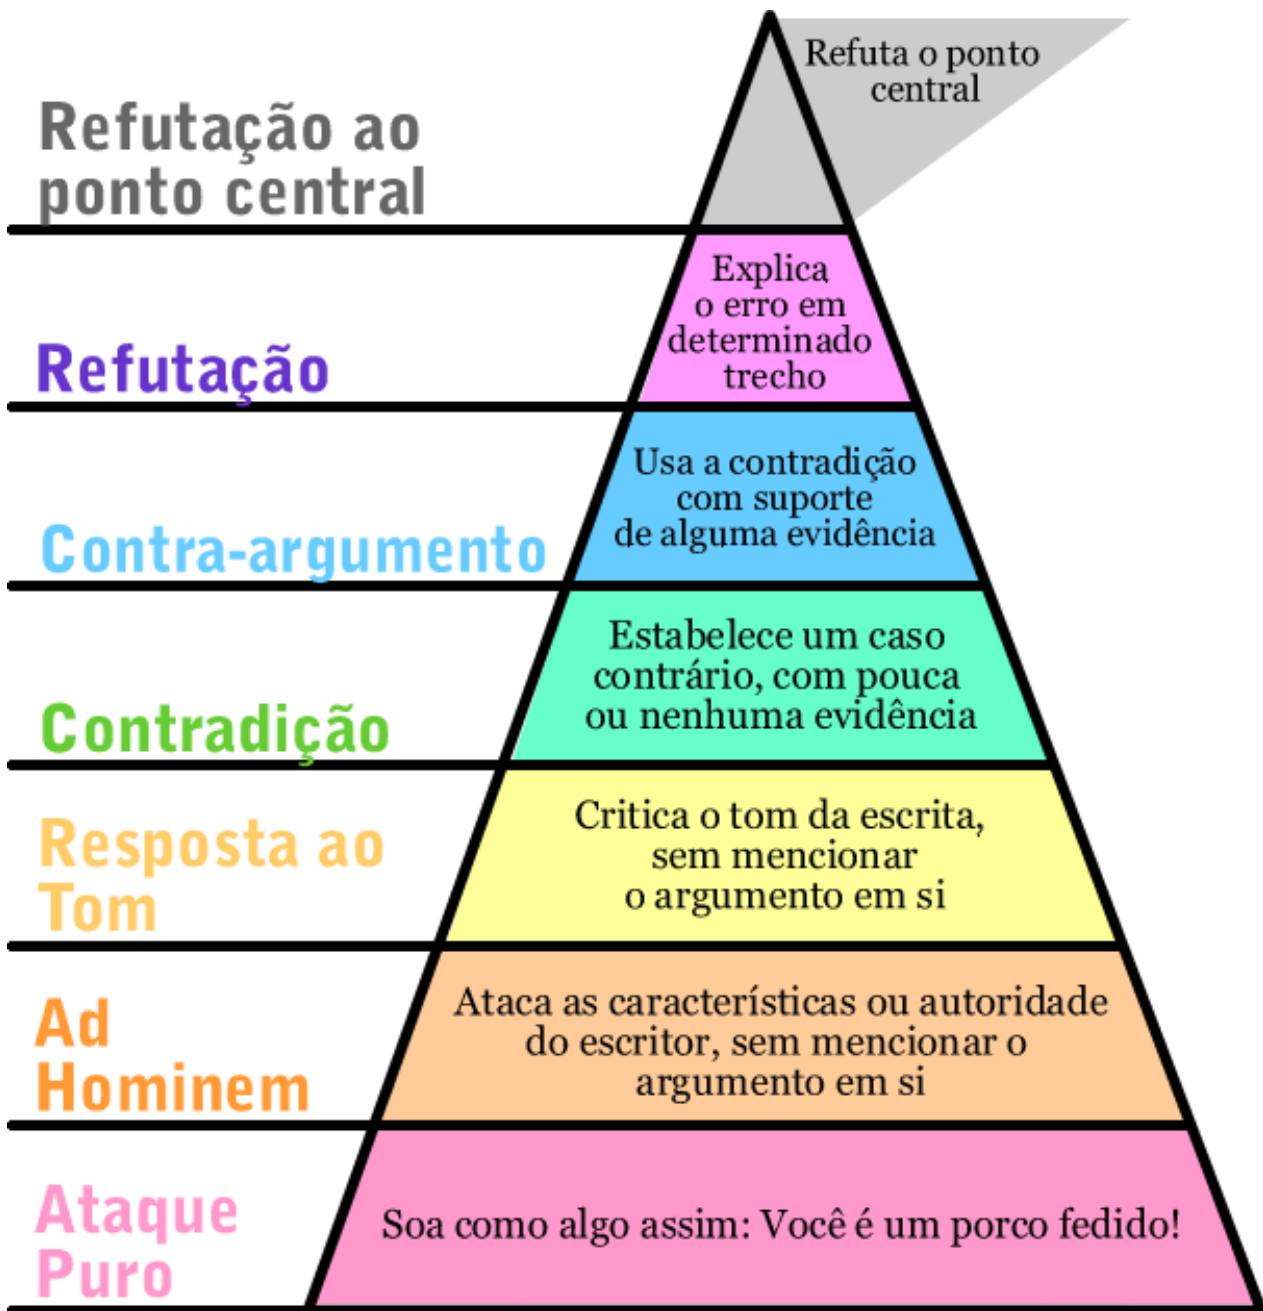 Refuta o ponto
central
Refutação ao
ponto central
Explica
o erro em
determinado
trecho
Refutação
Usa a contradição
com suporte
de alguma evidência
Contra-argumento
Estabelece um caso
contrário, com pouca
ou nenhuma evidência
Contradição
Critica o tom da escrita,
sem mencionar
o argumento em si
Resposta ao
Tom
Ataca as características ou autoridade
do escritor, sem mencionar o
argumento em si
Ad
Hominem
Soa como algo assim: Você é um porco fedido!
Ataque
Puro